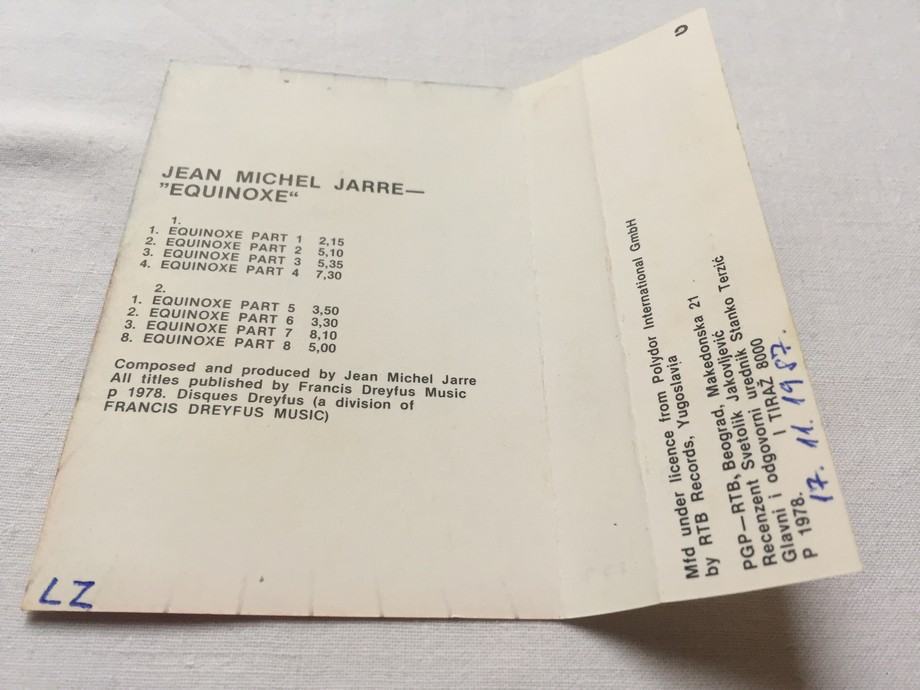 JEAN MICHEL JARRE—
”EQUINOXE“
1.
1. EQUINOXE PART 1 2,15
2. EQUINOXE PART 2 5,10
3. EQUINOXE PART 3 5,35
4. EQUINOXE PART 4 7,30
2.
1. EQUINOXE PART 5 3,50
2. EQUINOXE PART 6 3,30
3. EQUINOXE PART 7 8,10
8. EQUINOXE PART 8 5,00
Composed and produced by Jean Michel Jarre
All titles published by Francis Dreyfus Music
p 1978. Disques Dreyfus (a division of
FRANCIS DREYFUS MUSIC)
LZ
Mfd under licence from Polydor International GmbH
by RTB Records, Yugoslavia
PGP—RTB, Beograd, Makedonska 21
Recenzent Svetolik Jakovljević
Glavni i odgovorni urednik Stanko Terzić
P 1978. I TIRAŽ 8000
17. 11. 1987.